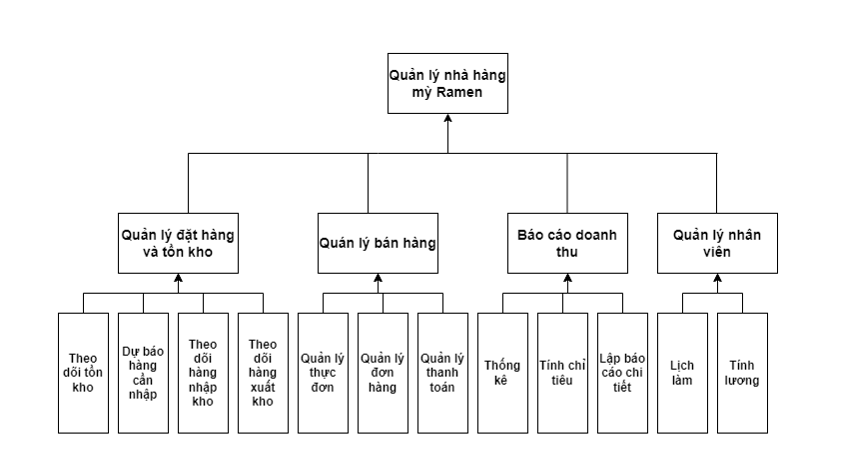 Quản lý nhà hàng
mỳ Ramen
Quản lý đặt hàng
và tồn kho
Quán lý bán hàng
Báo cáo doanh
thu
Quản lý nhân
viên
Theo
dõi tồn
kho
Dự báo
hàng
cần
nhập
Theo
dõi
hàng
nhập
kho
Theo
dõi
hàng
xuất
kho
Quản lý
thực
đơn
Quản lý
đơn
hàng
Quản lý
thanh
toán
Thống
kê
Tính chi
tiêu
Lập báo
cáo chi
tiết
Lịch
làm
Tính
lương